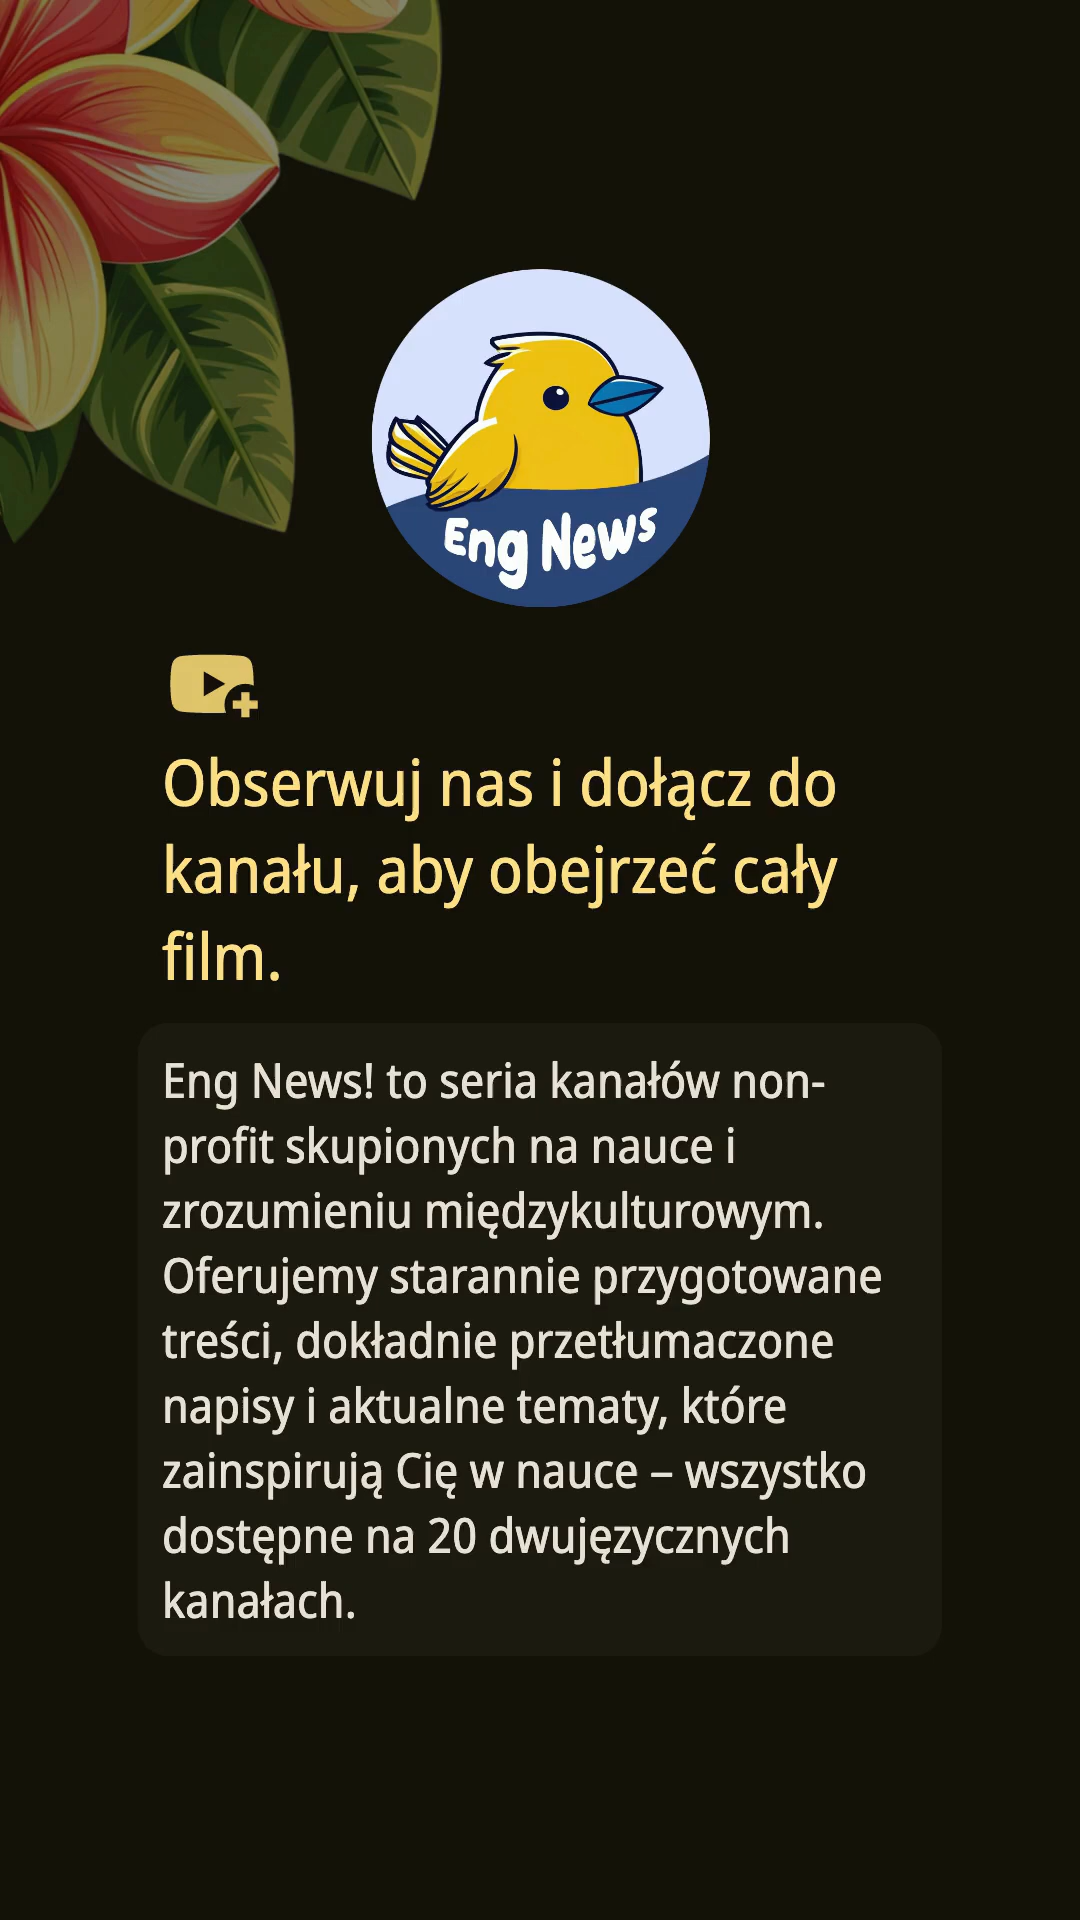 Eng News
Obserwuj nas i dołącz do
kanału, aby obejrzeć cały
film.
Eng News! to seria kanałów non-
profit skupionych na nauce i
zrozumieniu międzykulturowym.
Oferujemy starannie przygotowane
treści, dokładnie przetłumaczone
napisy i aktualne tematy, które
zainspirują Cię w nauce – wszystko
dostępne na 20 dwujęzycznych
kanałach.